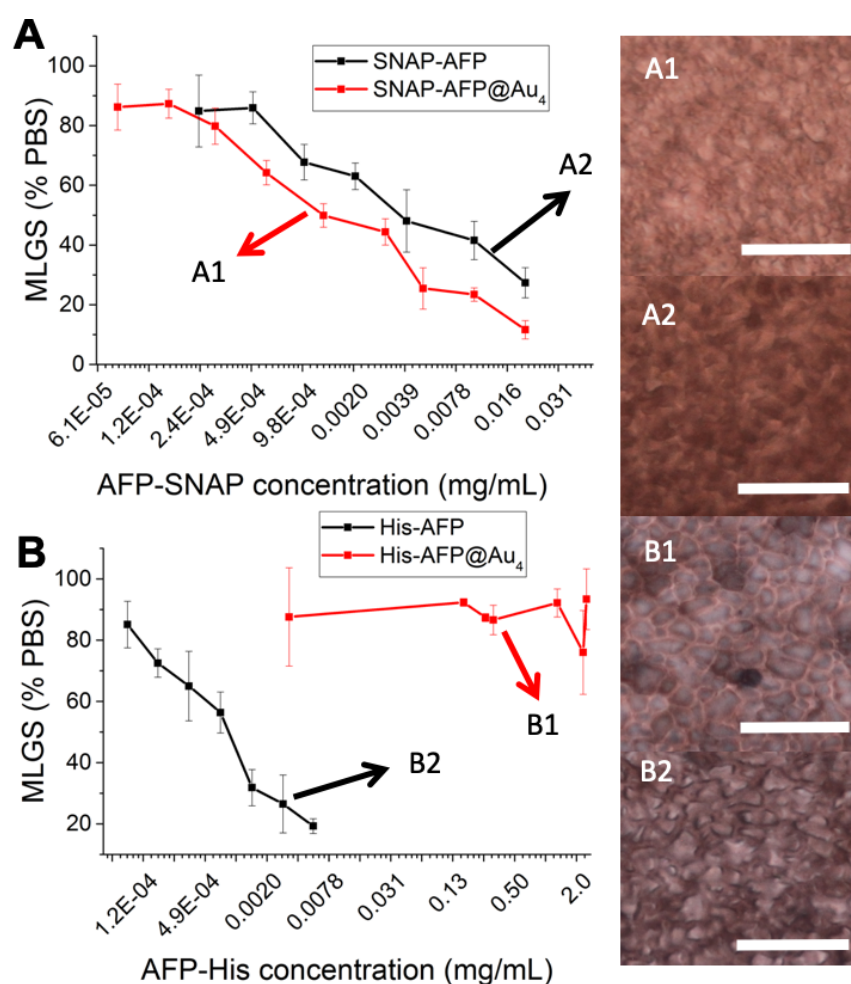 A
SNAP-AFP
SNAP-AFP@Au₄
100
80
60
40
20
0
MLGS (% PBS)
A1
A2
6.1E-05
1.2E-04
2.4E-04
4.9E-04
9.8E-04
0.0020
0.0039
0.0078
0.016
0.031
AFP-SNAP concentration (mg/mL)
B
His-AFP
His-AFP@Au₄
100
80
60
40
20
MLGS (% PBS)
B2
B1
1.2E-04
4.9E-04
0.0020
0.0078
0.031
0.13
0.50
2.0
AFP-His concentration (mg/mL)
A1
A2
B1
B2